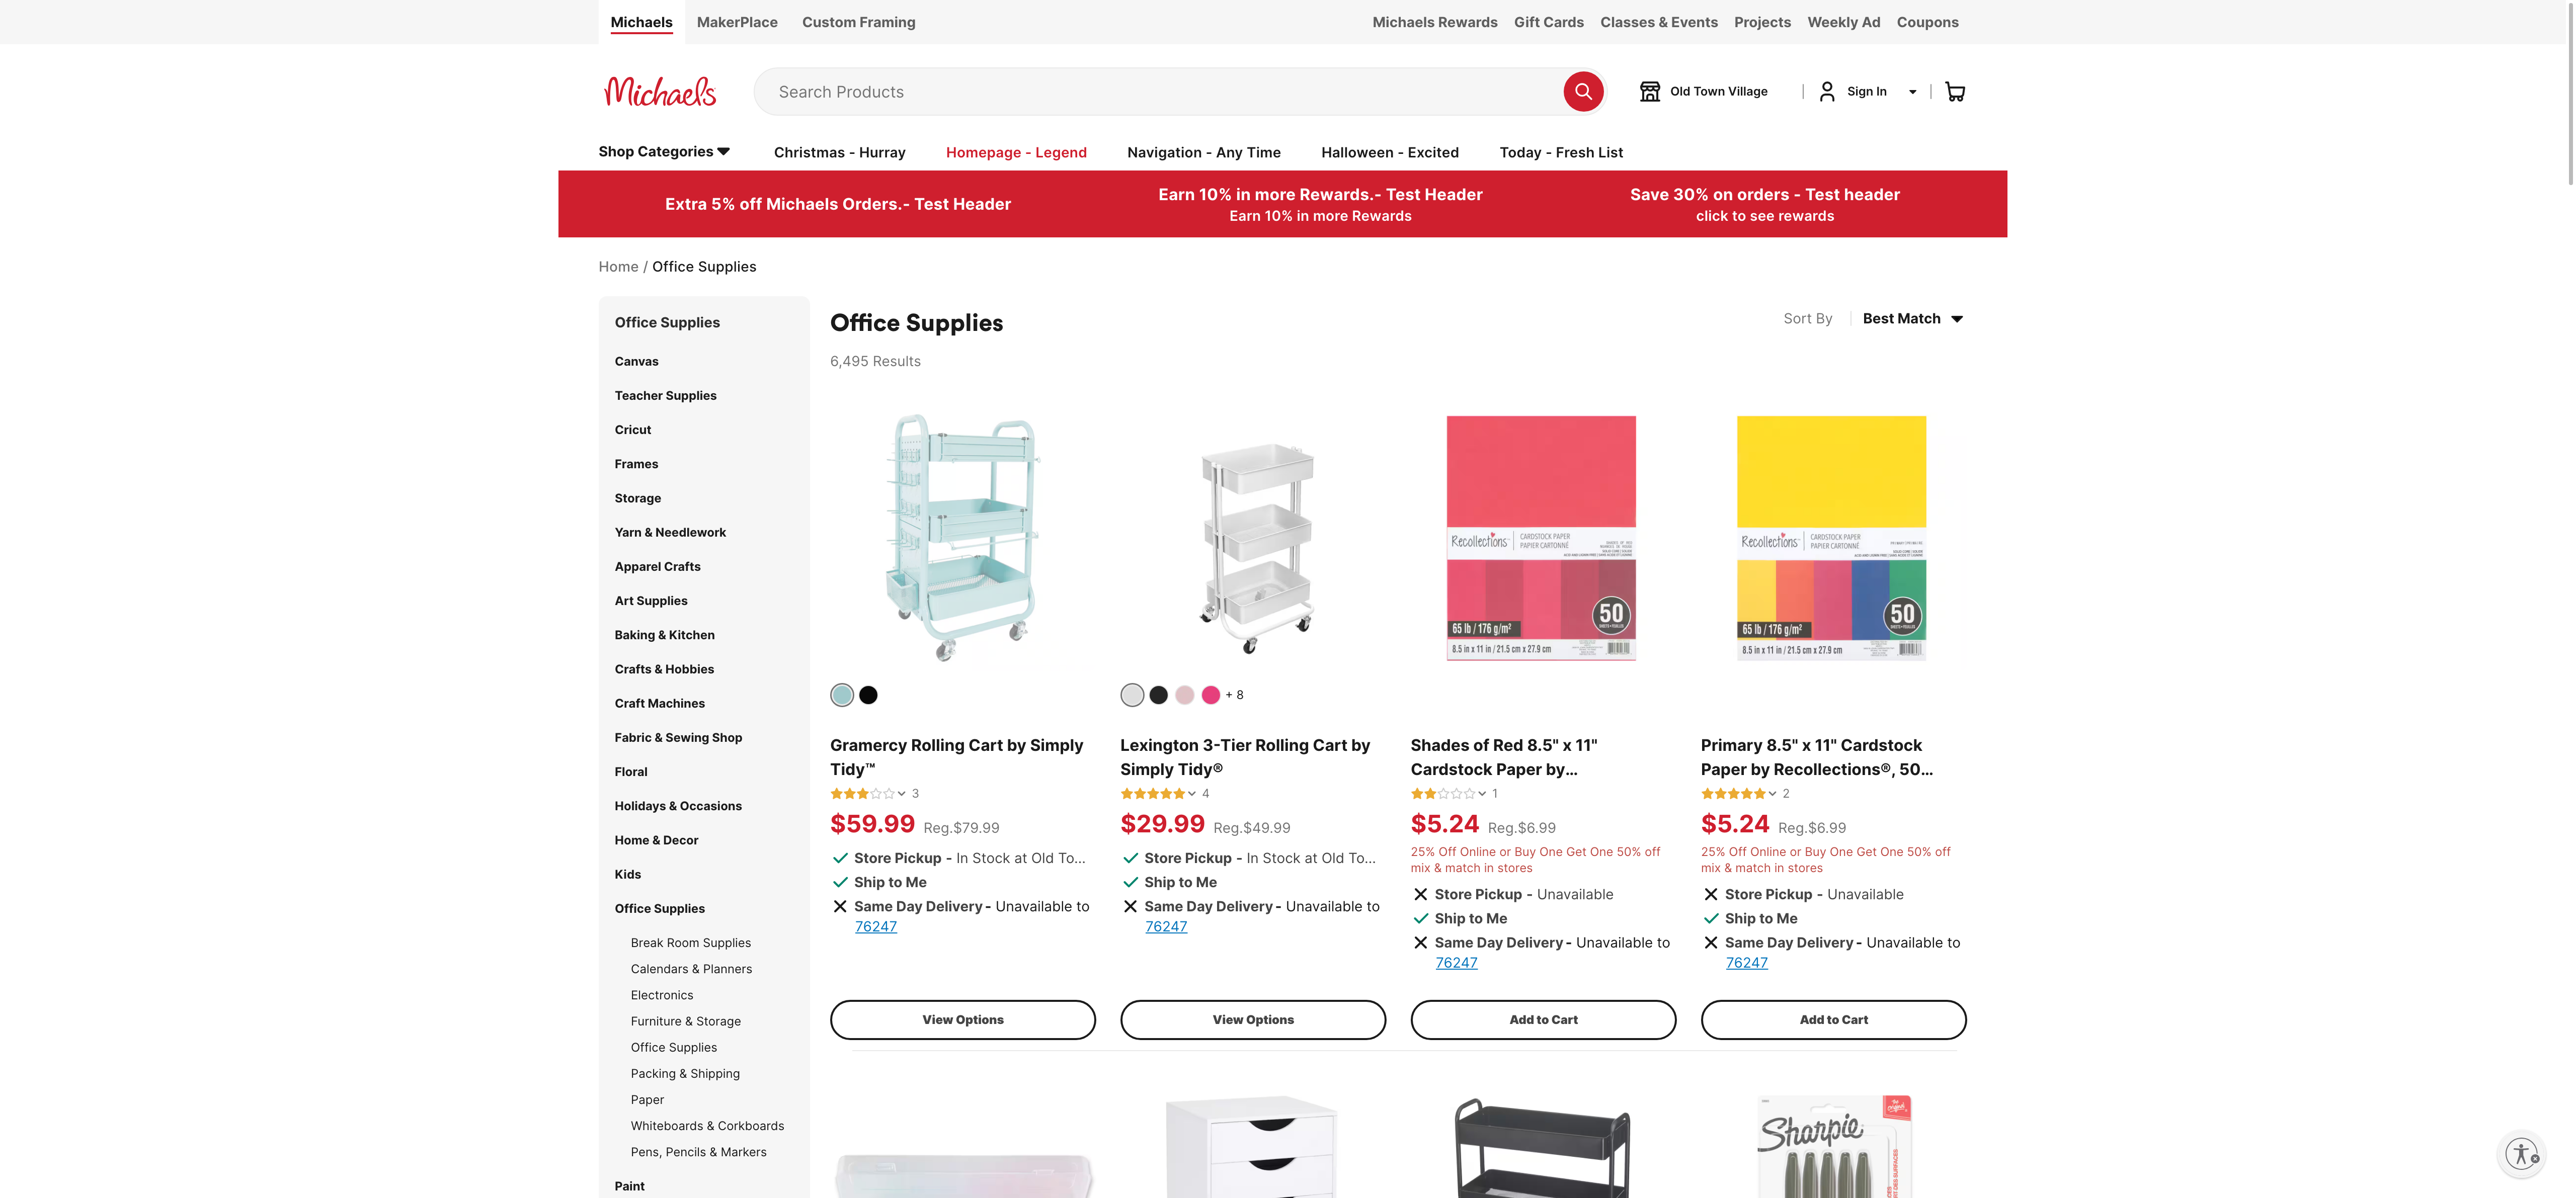 Michaels
MakerPlace
Custom Framing
Michaels Rewards
Gift Cards
Classes & Events
Projects
Weekly Ad
Coupons
Michaels
Search Products
Old Town Village
Sign In
Shop Categories
Christmas - Hurray
Homepage - Legend
Navigation - Any Time
Halloween - Excited
Today - Fresh List
Extra 5% off Michaels Orders.- Test Header
Earn 10% in more Rewards.- Test Header
Earn 10% in more Rewards
Save 30% on orders - Test header
click to see rewards
Home / Office Supplies
Office Supplies
Canvas
Teacher Supplies
Cricut
Frames
Storage
Yarn & Needlework
Apparel Crafts
Art Supplies
Baking & Kitchen
Crafts & Hobbies
Craft Machines
Fabric & Sewing Shop
Floral
Holidays & Occasions
Home & Decor
Kids
Office Supplies
Break Room Supplies
Calendars & Planners
Electronics
Furniture & Storage
Office Supplies
Packing & Shipping
Paper
Whiteboards & Corkboards
Pens, Pencils & Markers
Paint
Office Supplies
6,495 Results
Sort By
Best Match
+ 8
Gramercy Rolling Cart by Simply
Tidy™
3
$59.99 Reg.$79.99
Store Pickup - In Stock at Old To...
Ship to Me
Same Day Delivery - Unavailable to
76247
View Options
Lexington 3-Tier Rolling Cart by
Simply Tidy®
4
$29.99 Reg.$49.99
Store Pickup - In Stock at Old To...
Ship to Me
Same Day Delivery - Unavailable to
76247
View Options
Recollections
CARDSTOCK PAPER
PAPIER CARTONNÉ
50
65 lb / 176 g/m²
8.5 in x 11 in / 21.5 cm x 27.9 cm
Shades of Red 8.5" x 11"
Cardstock Paper by...
1
$5.24 Reg.$6.99
25% Off Online or Buy One Get One 50% off
mix & match in stores
Store Pickup - Unavailable
Ship to Me
Same Day Delivery - Unavailable to
76247
Add to Cart
Recollections
CARDSTOCK PAPER
PAPIER CARTONNÉ
50
65 lb / 176 g/m²
8.5 in x 11 in / 21.5 cm x 27.9 cm
Primary 8.5" x 11" Cardstock
Paper by Recollections®, 50...
2
$5.24 Reg.$6.99
25% Off Online or Buy One Get One 50% off
mix & match in stores
Store Pickup - Unavailable
Ship to Me
Same Day Delivery - Unavailable to
76247
Add to Cart
Sharpie